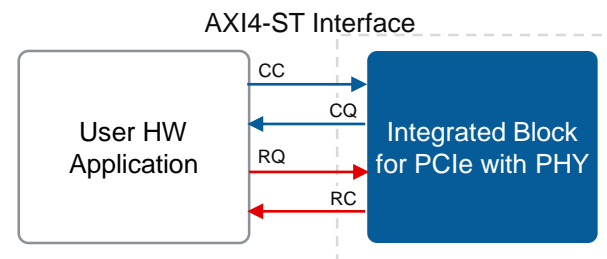 AXI4-ST Interface
CC
CQ
User HW
Application
Integrated Block
for PCIe with PHY
RQ
RC